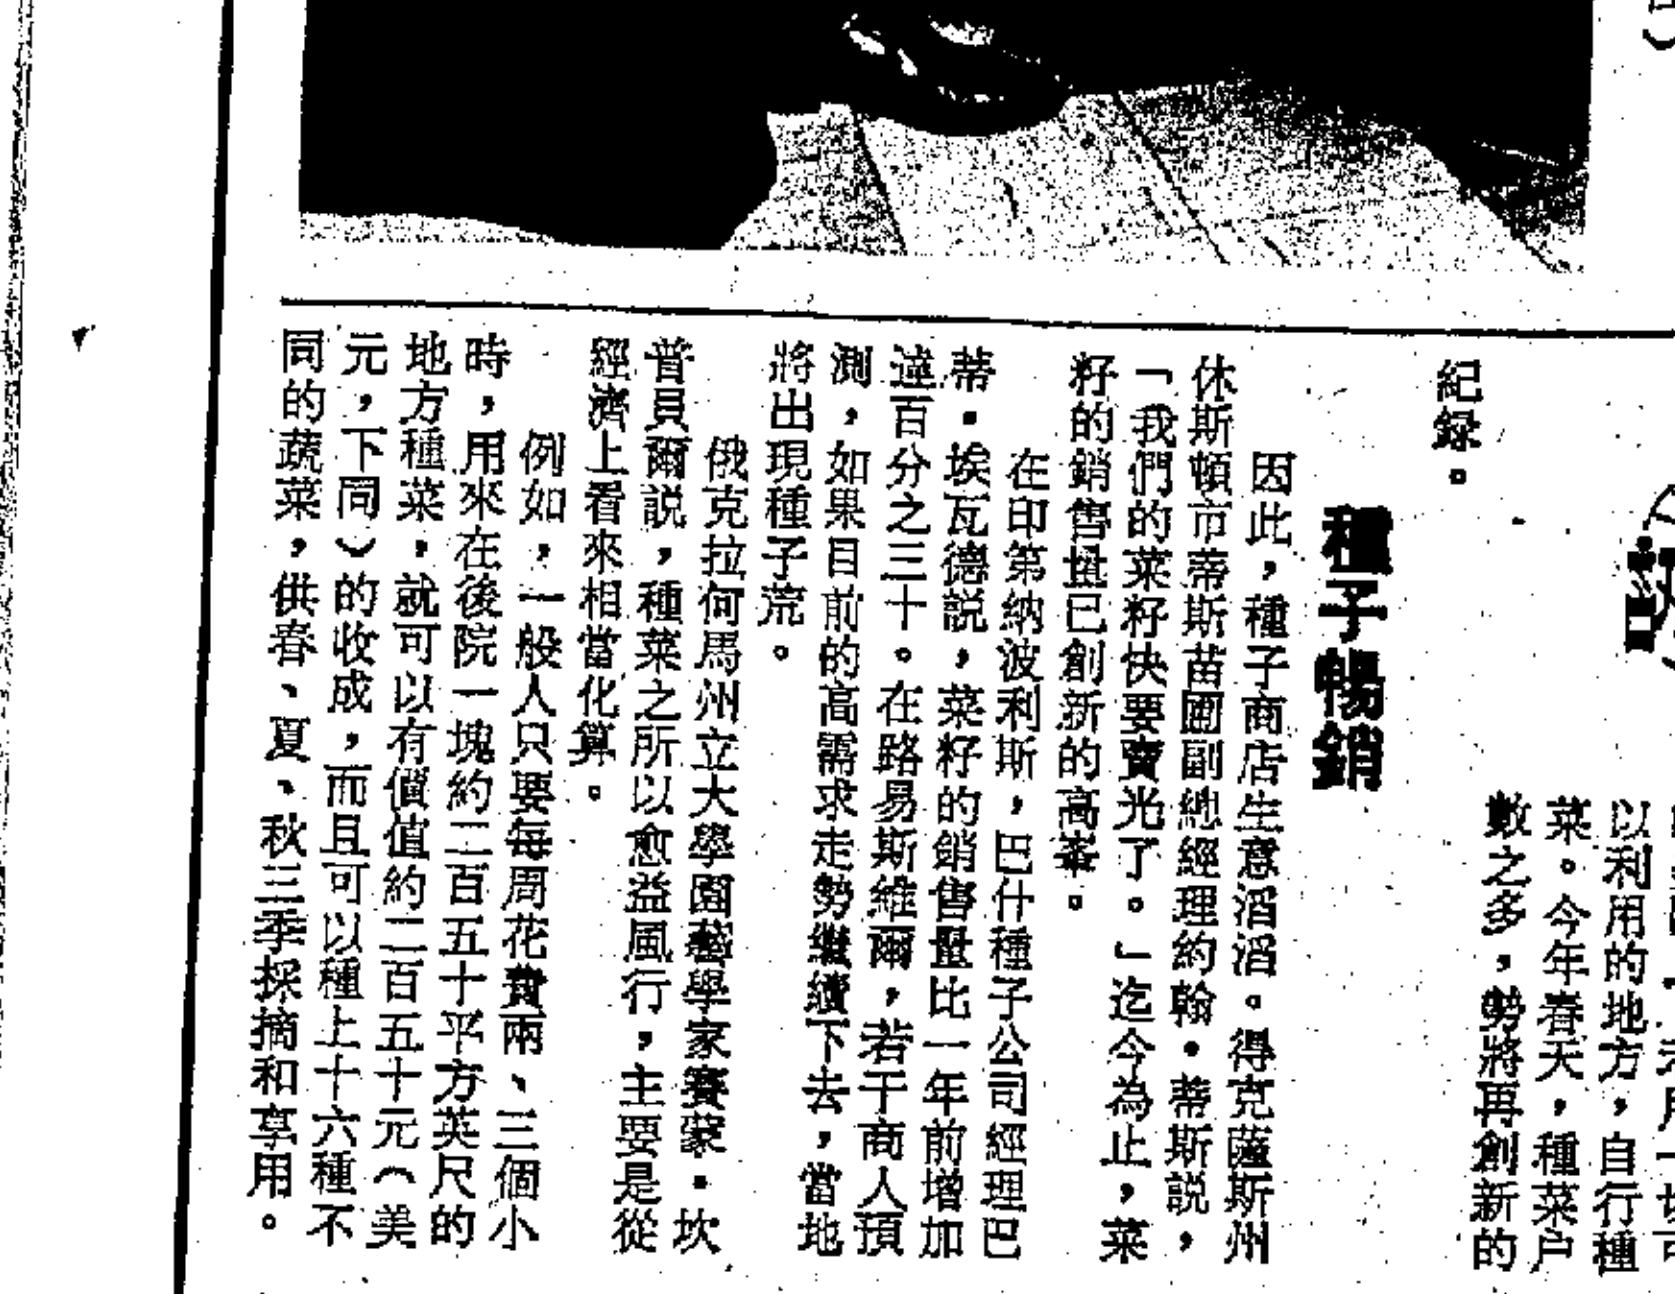 以利用的地方，自行種
菜。今年春天，種菜户
數之多，勢將再創新的
紀録。
種子暢銷
因此，種子商店生意滔滔。得克薩斯州
休斯頓市蒂斯苗圃副總經理約翰·蒂斯説，
「我們的菜籽快要賣光了。」迄今為止，菜
籽的銷售量已創新的高峯。
在印第納波利斯，巴什種子公司經理巴
蒂·埃瓦德説，菜籽的銷售量比一年前增加
達百分之三十。在路易斯維爾，若干商人預
測，如果目前的高需求走勢繼續下去，當地
將出現種子荒。
俄克拉何馬州立大學園藝學家賽蒙·坎
普員爾説，種菜之所以愈益風行，主要是從
經濟上看來相當化算。
例如，一般人只要每周花費兩、三個小
時，用來在後院一塊約二百五十平方英尺的
地方種菜，就可以有價值約二百五十元（美
元，下同）的收成，而且可以種上十六種不
同的蔬菜，供春、夏、秋三季採摘和享用。